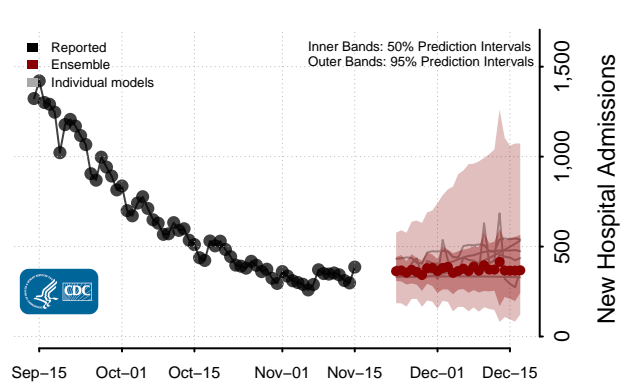 Reported
Ensemble
Individual models
Inner Bands: 50% Prediction Intervals
Outer Bands: 95% Prediction Intervals
1,500
1,000
500
0
New Hospital Admissions
CDC
Sep–15
Oct–01
Oct–15
Nov–01
Nov–15
Dec–01
Dec–15